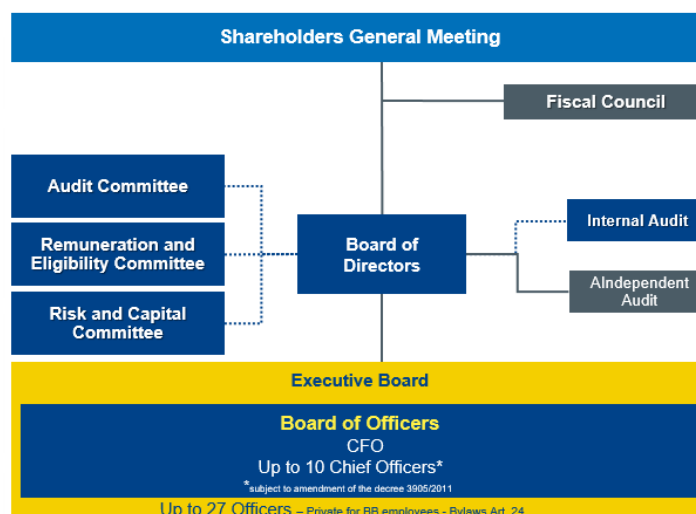 Shareholders General Meeting
Fiscal Council
Audit Committee
Remuneration and
Eligibility Committee
Risk and Capital
Committee
Board of
Directors
Internal Audit
AIndependent
Audit
Executive Board
Board of Officers
CFO
Up to 10 Chief Officers*
*subject to amendment of the decree 3905/2011
Up to 27 Officers – Private for BB employees - Bylaws Art. 24